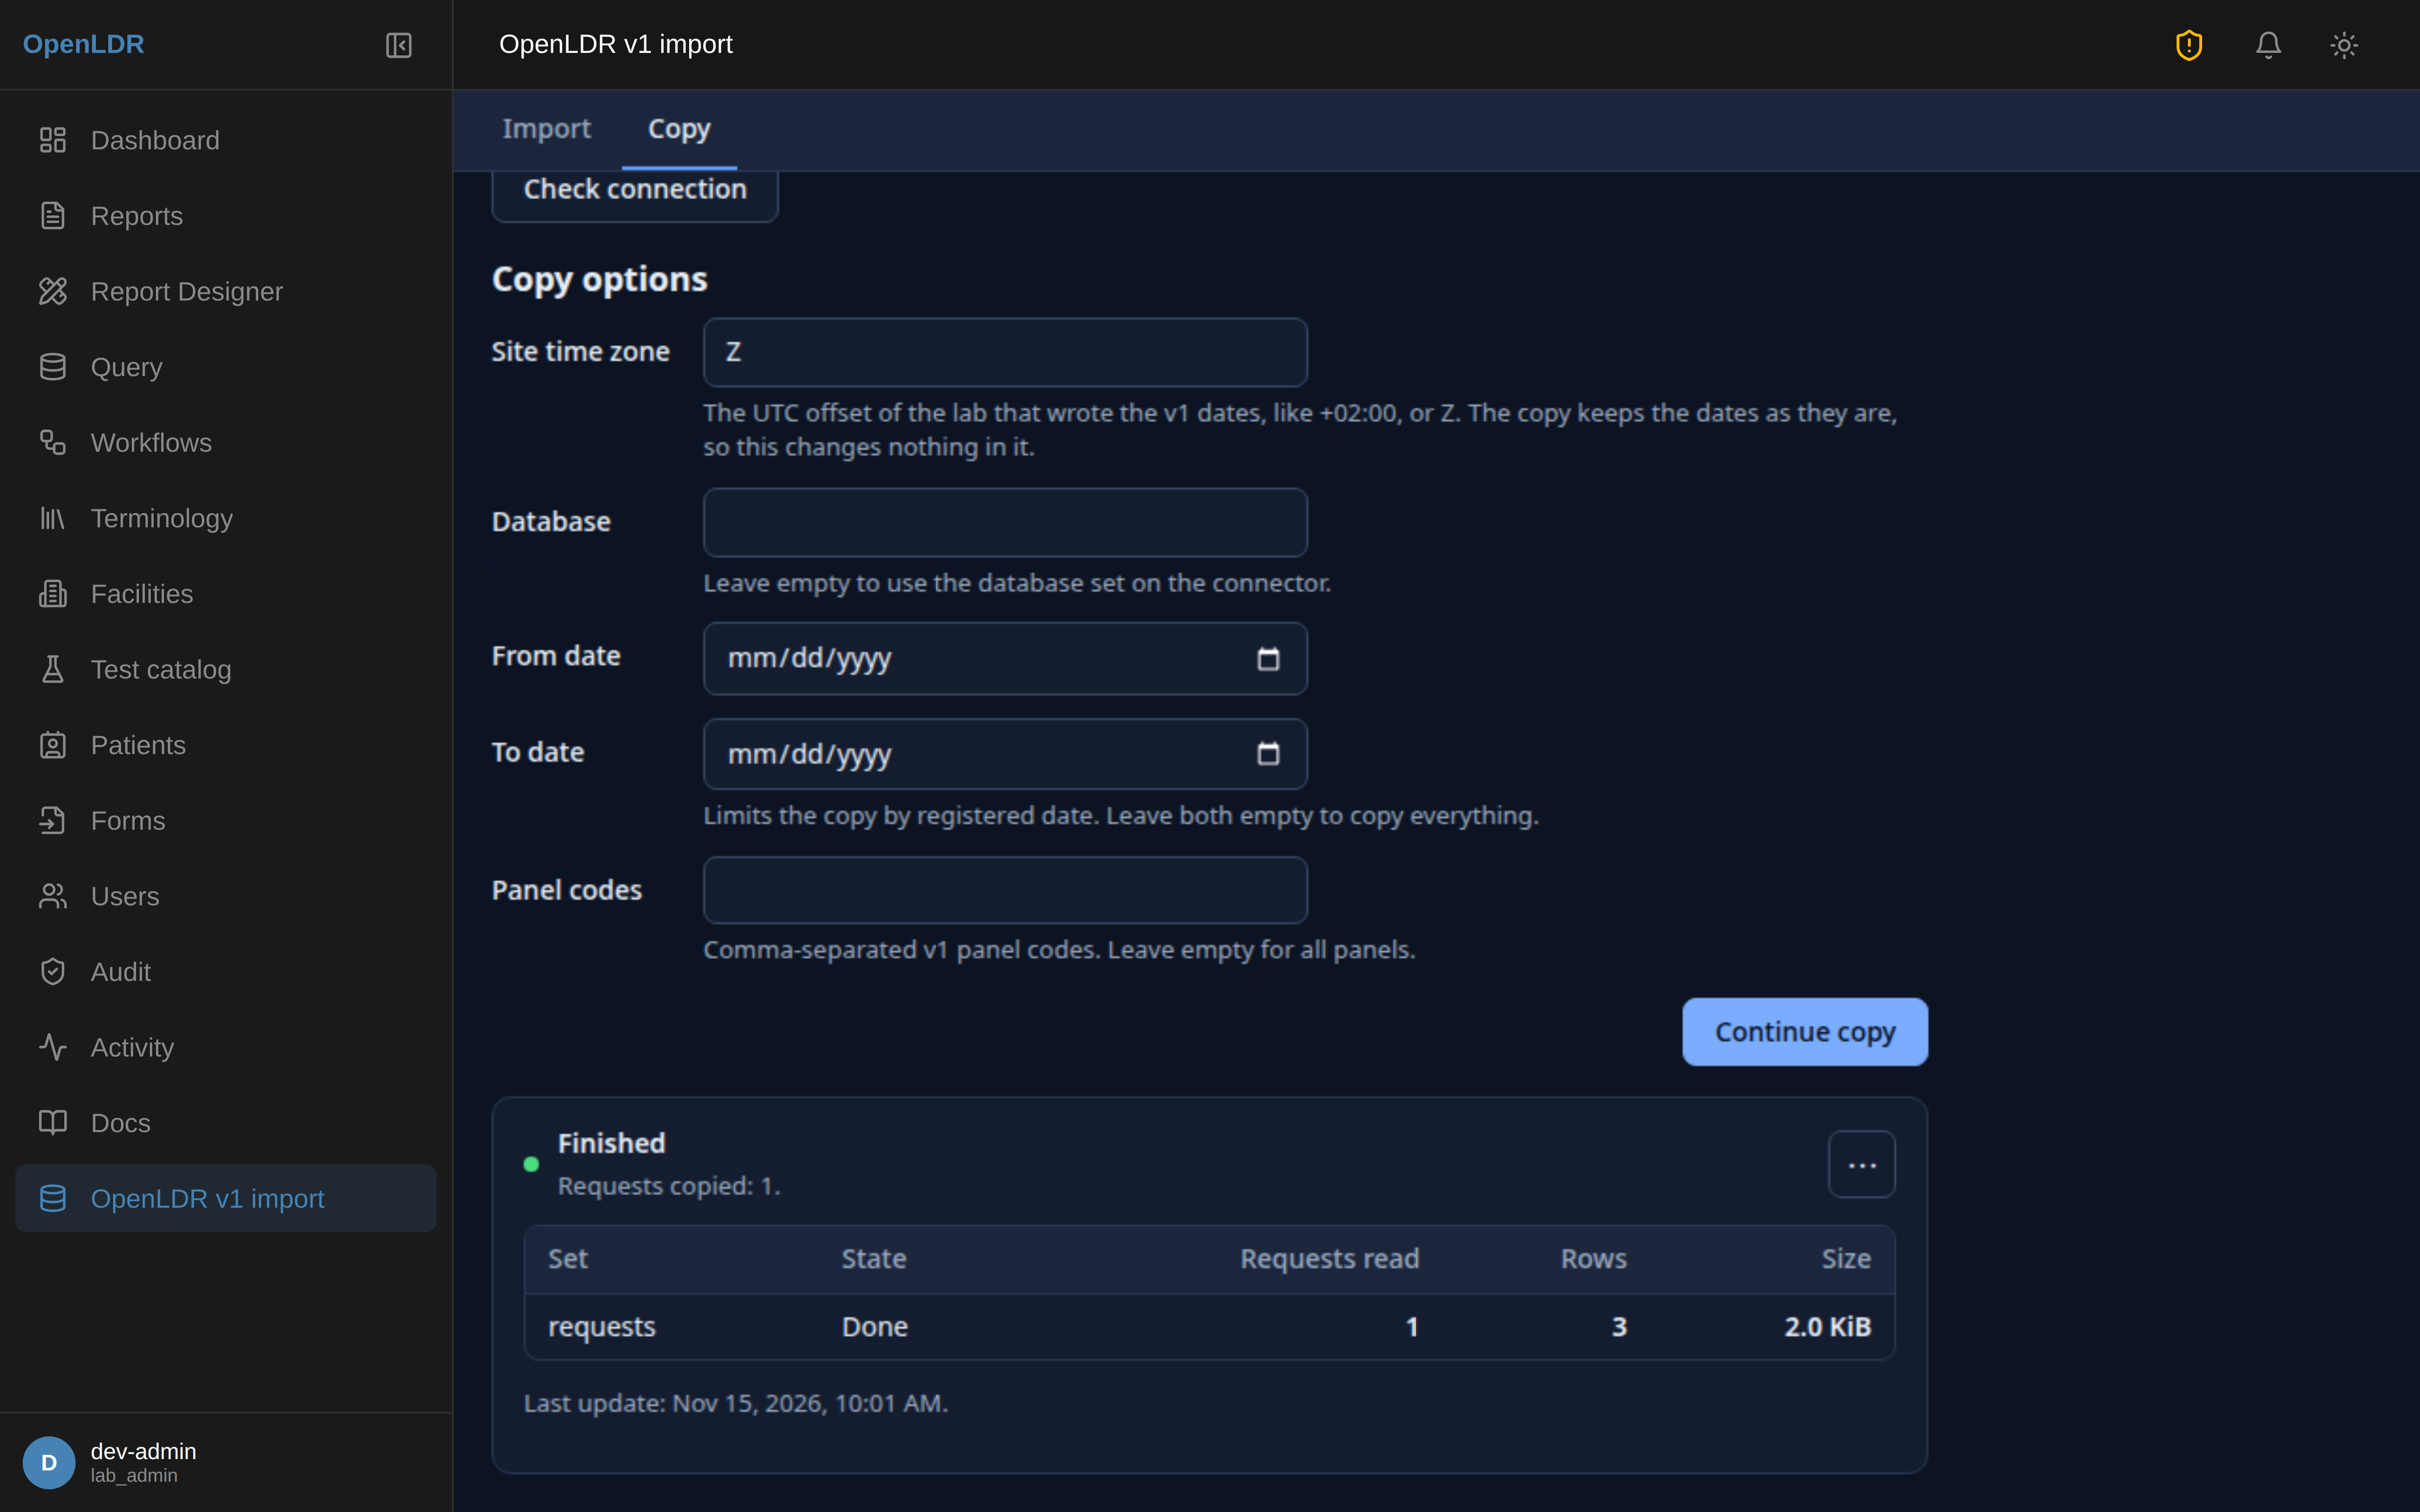 OpenLDR
OpenLDR v1 import
Dashboard
Reports
Report Designer
Query
Workflows
Terminology
Facilities
Test catalog
Patients
Forms
Users
Audit
Activity
Docs
OpenLDR v1 import
D
dev-admin
lab_admin
Import
Copy
Check connection
Copy options
Site time zone
Z
The UTC offset of the lab that wrote the v1 dates, like +02:00, or Z. The copy keeps the dates as they are,
so this changes nothing in it.
Database
Leave empty to use the database set on the connector.
From date
mm/dd/yyyy
To date
mm/dd/yyyy
Limits the copy by registered date. Leave both empty to copy everything.
Panel codes
Comma-separated v1 panel codes. Leave empty for all panels.
Continue copy
Finished
Requests copied: 1.
...
Set State Requests read Rows Size
requests Done 1 3 2.0 KiB
Last update: Nov 15, 2026, 10:01 AM.